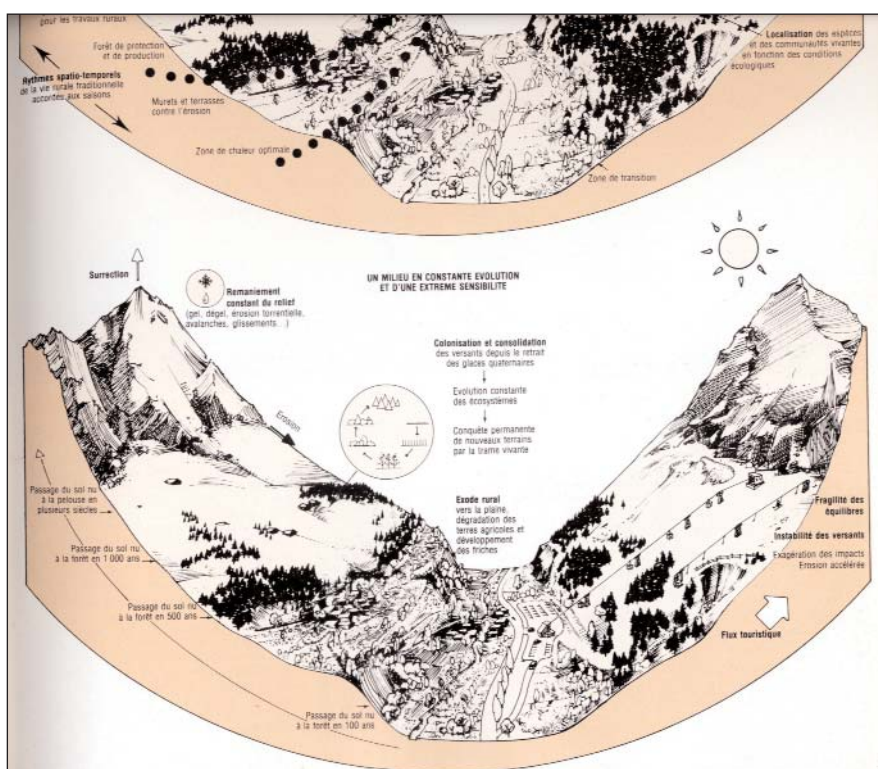 pour les travaux ruraux
Forêt de protection
et de production
Rythmes spatio-temporels
de la vie rurale traditionnelle
accordés aux saisons
Murets et terrasses
contre l'érosion
Zone de chaleur optimale
Localisation des espèces
et des communautés vivantes
en fonction des conditions
écologiques
Zone de transition
UN MILIEU EN CONSTANTE EVOLUTION
ET D'UNE EXTREME SENSIBILITE
Surrection
Remaniement
constant du relief
(gel, dégel, érosion torrentielle,
avalanches, glissements...)
Colonisation et consolidation
des versants depuis le retrait
des glaces quaternaires
Evolution constante
des écosystèmes
Conquête permanente
de nouveaux terrains
par la trame vivante
Erosion
Exode rural
vers la plaine,
dégradation des
terres agricoles et
développement
des friches
Passage du sol nu
à la pelouse en
plusieurs siècles
Passage du sol nu
à la forêt en 1 000 ans
Passage du sol nu
à la forêt en 500 ans
Passage du sol nu
à la forêt en 100 ans
Fragilité des
équilibres
Instabilité des versants
Exagération des impacts
Erosion accélérée
Flux touristique